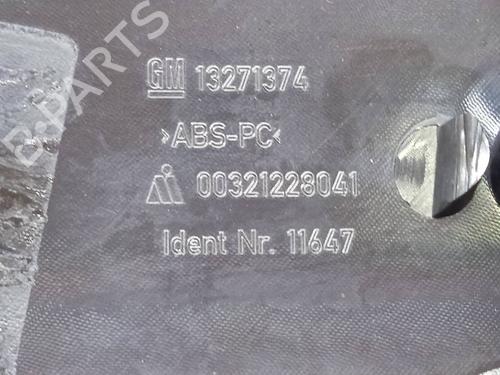 B-PARTS
GM 13271374
>ABS-PC<
00321228041
Ident Nr. 11647